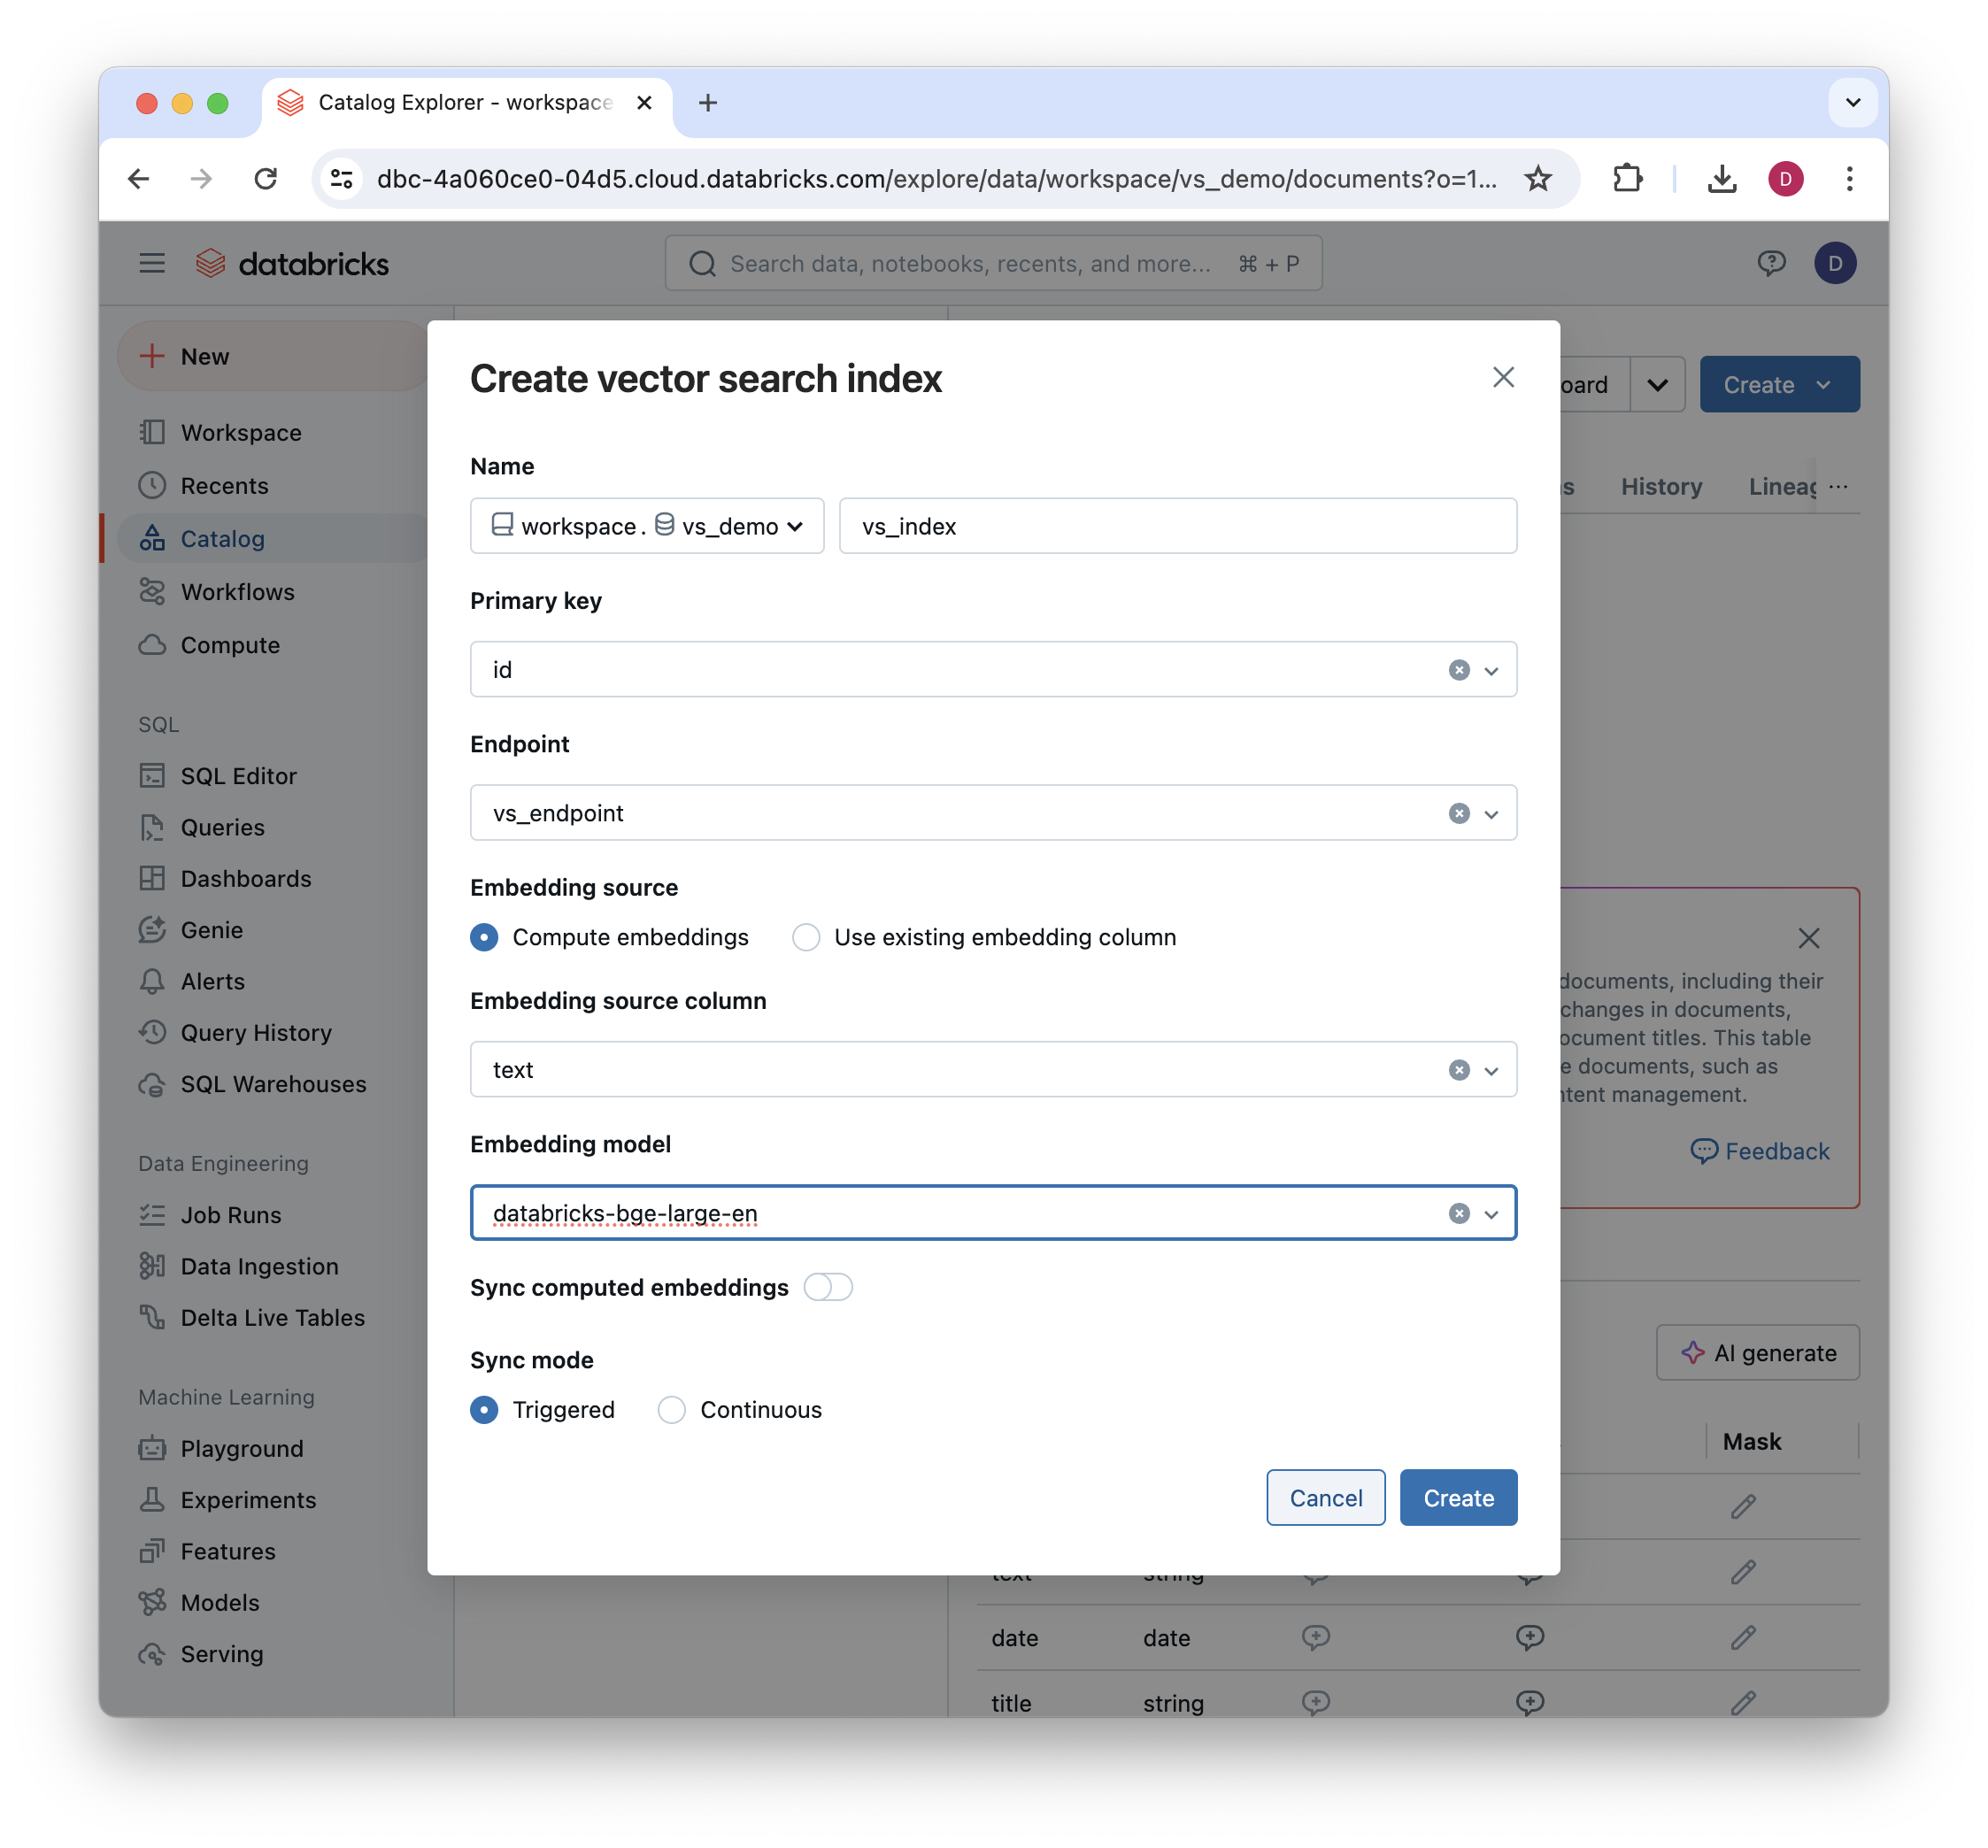 Catalog Explorer - workspace
dbc-4a060ce0-04d5.cloud.databricks.com/explore/data/workspace/vs_demo/documents?o=1...
D
databricks
Search data, notebooks, recents, and more...
⌘ + P
D
New
Workspace
Recents
Catalog
Workflows
Compute
SQL
SQL Editor
Queries
Dashboards
Genie
Alerts
Query History
SQL Warehouses
Data Engineering
Job Runs
Data Ingestion
Delta Live Tables
Machine Learning
Playground
Experiments
Features
Models
Serving
Create vector search index
Name
workspace . vs_demo
vs_index
Primary key
id
Endpoint
vs_endpoint
Embedding source
Compute embeddings
Use existing embedding column
Embedding source column
text
Embedding model
databricks-bge-large-en
Sync computed embeddings
Sync mode
Triggered
Continuous
Cancel
Create
oard
Create
s
History
Lineag ...
documents, including their
changes in documents,
ocument titles. This table
e documents, such as
ntent management.
Feedback
AI generate
Mask
text string
date date
title string